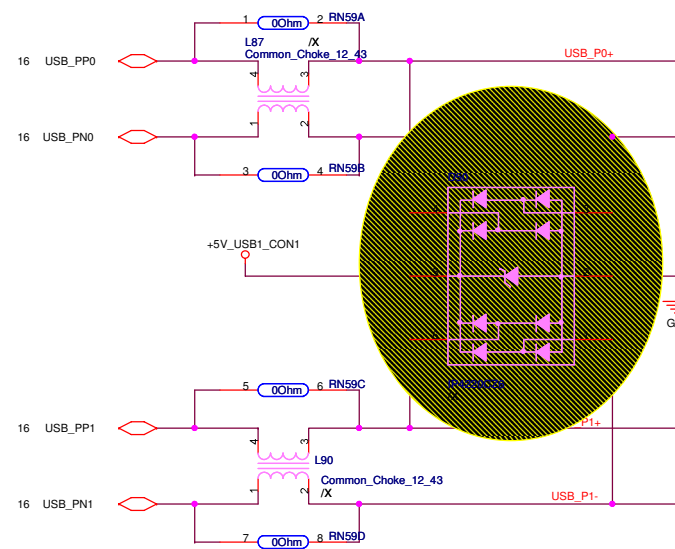 1 0Ohm 2 RN59A
L87 /X
Common_Choke_12_43
16 USB_PP0
USB_P0+
4 3
1 2
16 USB_PN0
3 0Ohm 4 RN59B
+5V_USB1_CON1
G
5 0Ohm 6 RN59C
16 USB_PP1
P1+
4 3
L90
Common_Choke_12_43
/X
1 2
16 USB_PN1
USB_P1-
7 0Ohm 8 RN59D